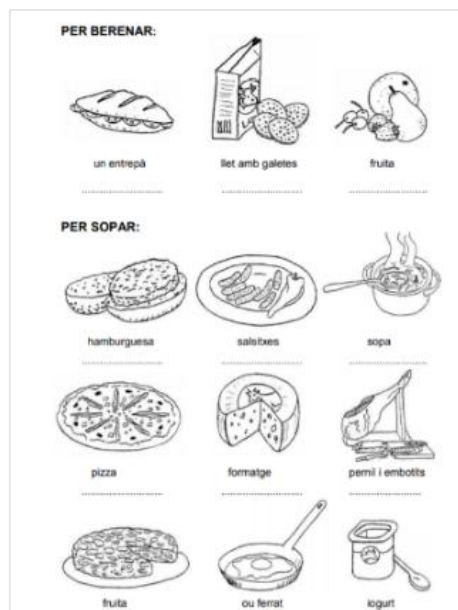 PER BERENAR:
un entrepà
llet amb galetes
fruita
PER SOPAR:
hamburguesa
salsitxes
sopa
pizza
formatge
pernil i embotits
fruita
ou ferrat
iogurt